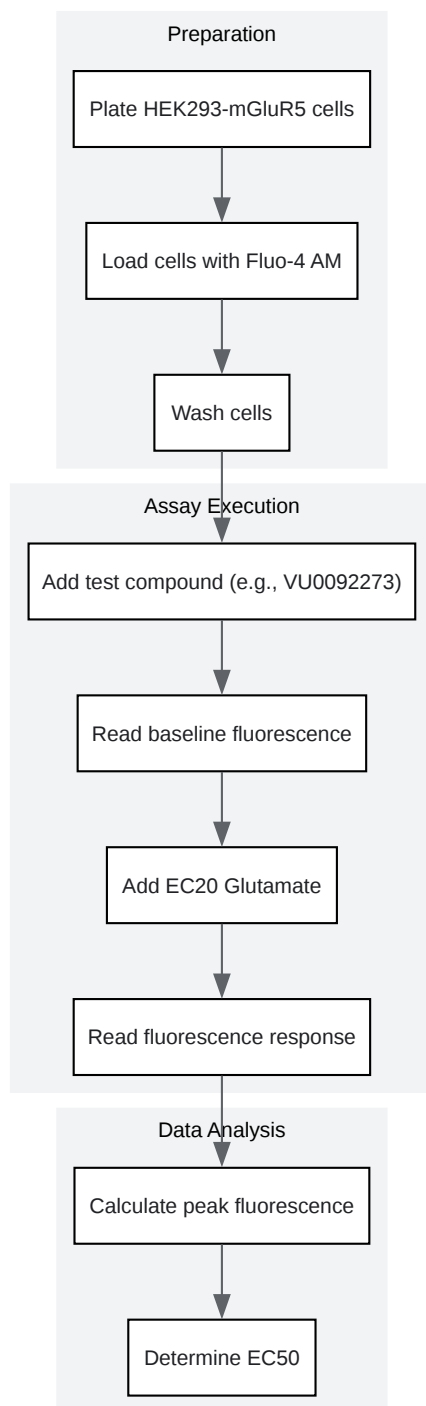 Preparation
Plate HEK293-mGluR5 cells
Load cells with Fluo-4 AM
Wash cells
Assay Execution
Add test compound (e.g., VU0092273)
Read baseline fluorescence
Add EC20 Glutamate
Read fluorescence response
Data Analysis
Calculate peak fluorescence
Determine EC50